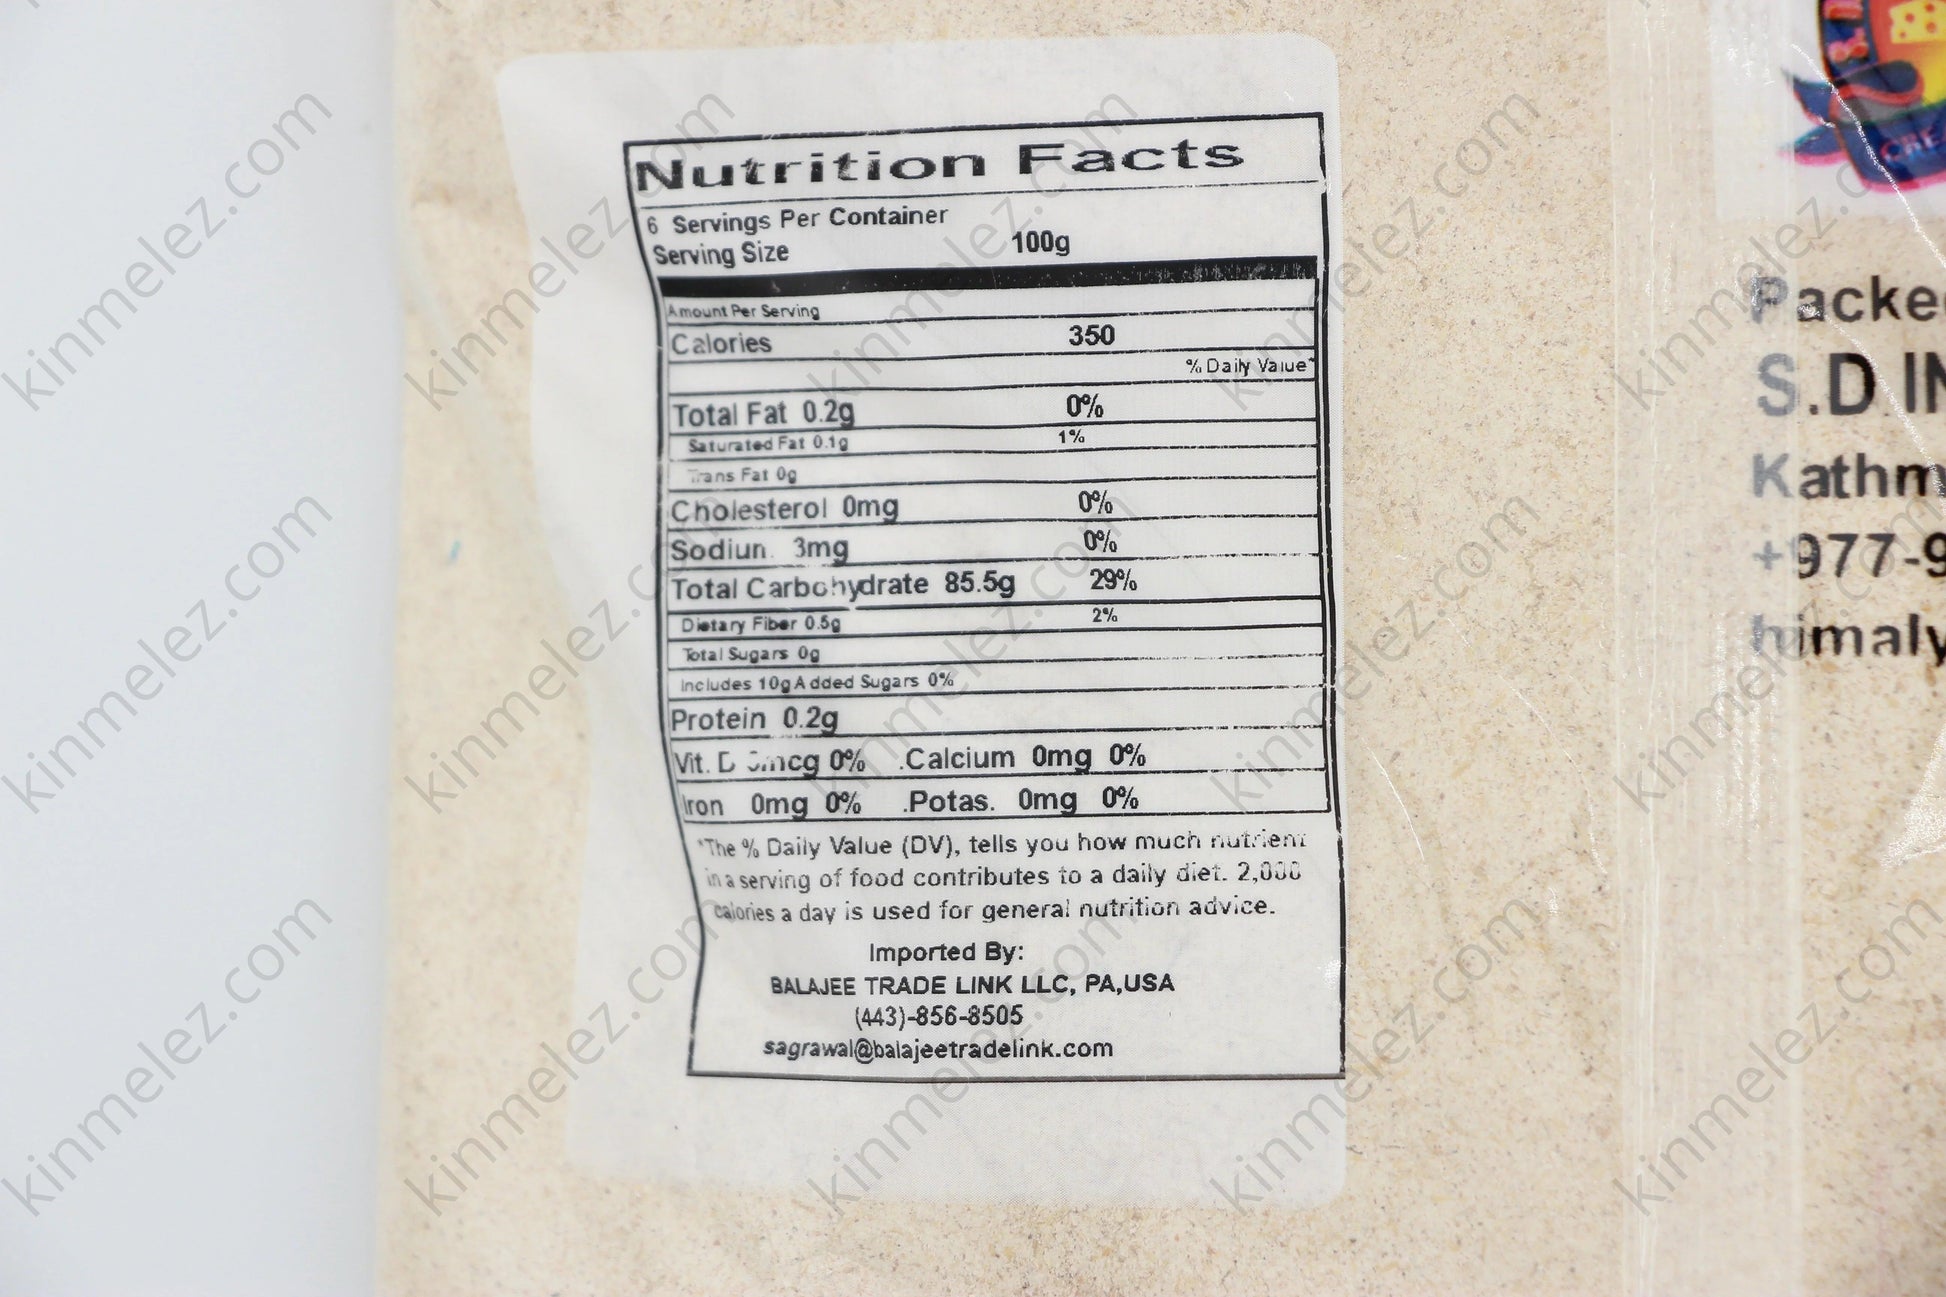 Nutrition Facts
6 Servings Per Container
Serving Size 100g
Amount Per Serving
Calories 350
% Daily Value*
Total Fat 0.2g 0%
Saturated Fat 0.1g 1%
Trans Fat 0g
Cholesterol 0mg 0%
Sodiun. 3mg 0%
Total Carbohydrate 85.5g 29%
Dietary Fiber 0.5g 2%
Total Sugars 0g
Includes 10g Added Sugars 0%
Protein 0.2g
Vit. D 0% .Calcium 0mg 0%
Iron 0mg 0% .Potas. 0mg 0%
*The % Daily Value (DV), tells you how much nutrient
in a serving of food contributes to a daily diet. 2,000
calories a day is used for general nutrition advice.
Imported By:
BALAJEE TRADE LINK LLC, PA,USA
(443)-856-8505
sagrawal@balajeetradelink.com
Packe
S.D IN
Kathm
+977-9
himaly
kinmelez.com